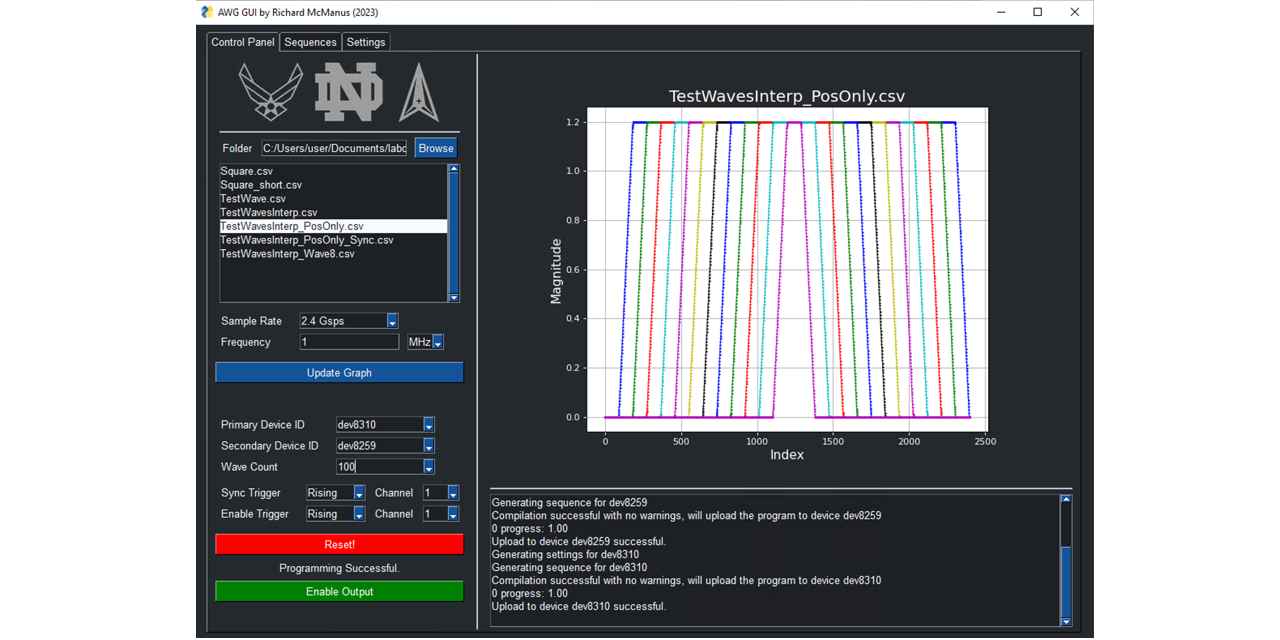 AWG GUI by Richard McManus (2023)
Control Panel Sequences Settings
ND
Folder C:/Users/user/Documents/labo Browse
Square.csv
Square_short.csv
TestWave.csv
TestWavesInterp.csv
TestWavesInterp_PosOnly.csv
TestWavesInterp_PosOnly_Sync.csv
TestWavesInterp_Wave8.csv
Sample Rate 2.4 Gsps
Frequency 1 MHz
Update Graph
Primary Device ID dev8310
Secondary Device ID dev8259
Wave Count 100
Sync Trigger Rising Channel 1
Enable Trigger Rising Channel 1
Reset!
Programming Successful.
Enable Output
TestWavesInterp_PosOnly.csv
Magnitude
1.2
1.0
0.8
0.6
0.4
0.2
0.0
0 500 1000 1500 2000 2500
Index
Generating sequence for dev8259
Compilation successful with no warnings, will upload the program to device dev8259
0 progress: 1.00
Upload to device dev8259 successful.
Generating settings for dev8310
Generating sequence for dev8310
Compilation successful with no warnings, will upload the program to device dev8310
0 progress: 1.00
Upload to device dev8310 successful.